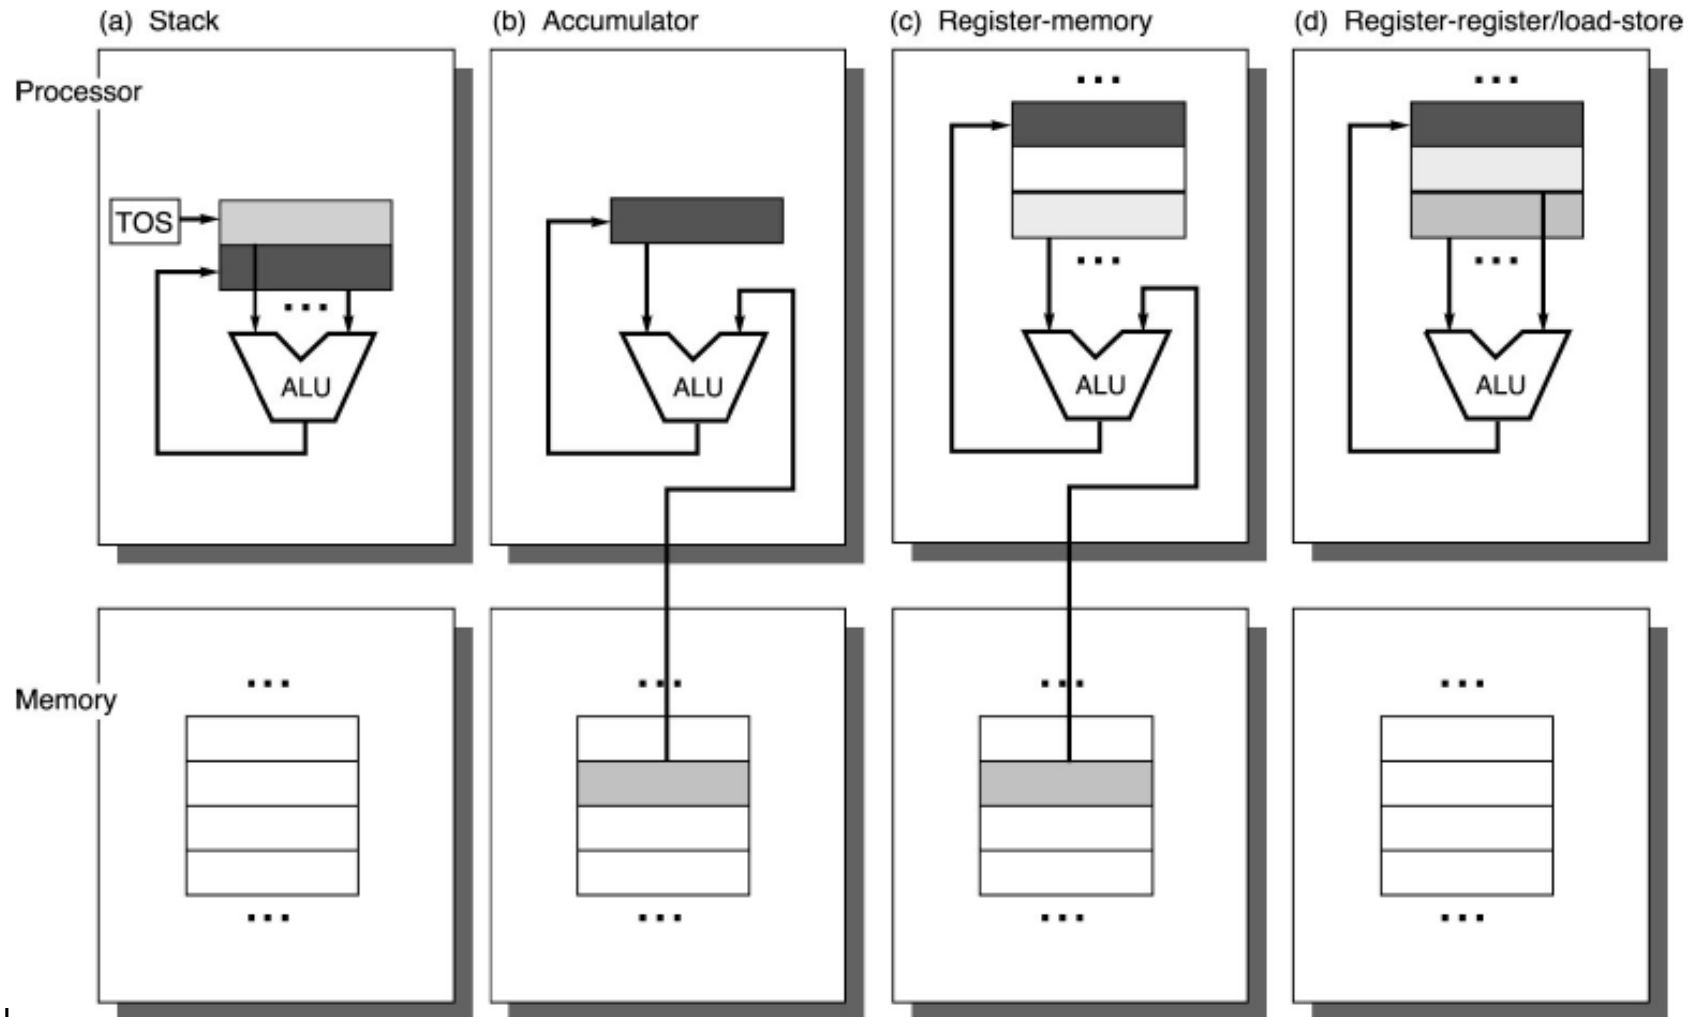 (a) Stack
(b) Accumulator
(c) Register-memory
(d) Register-register/load-store
Processor
...
...
TOS
...
...
...
ALU
ALU
ALU
ALU
Memory
...
...
...
...
...
...
...
...